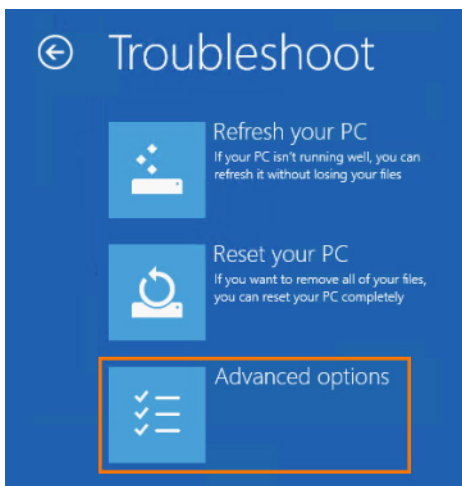 Troubleshoot
Refresh your PC
If your PC isn't running well, you can
refresh it without losing your files
Reset your PC
If you want to remove all of your files,
you can reset your PC completely
Advanced options